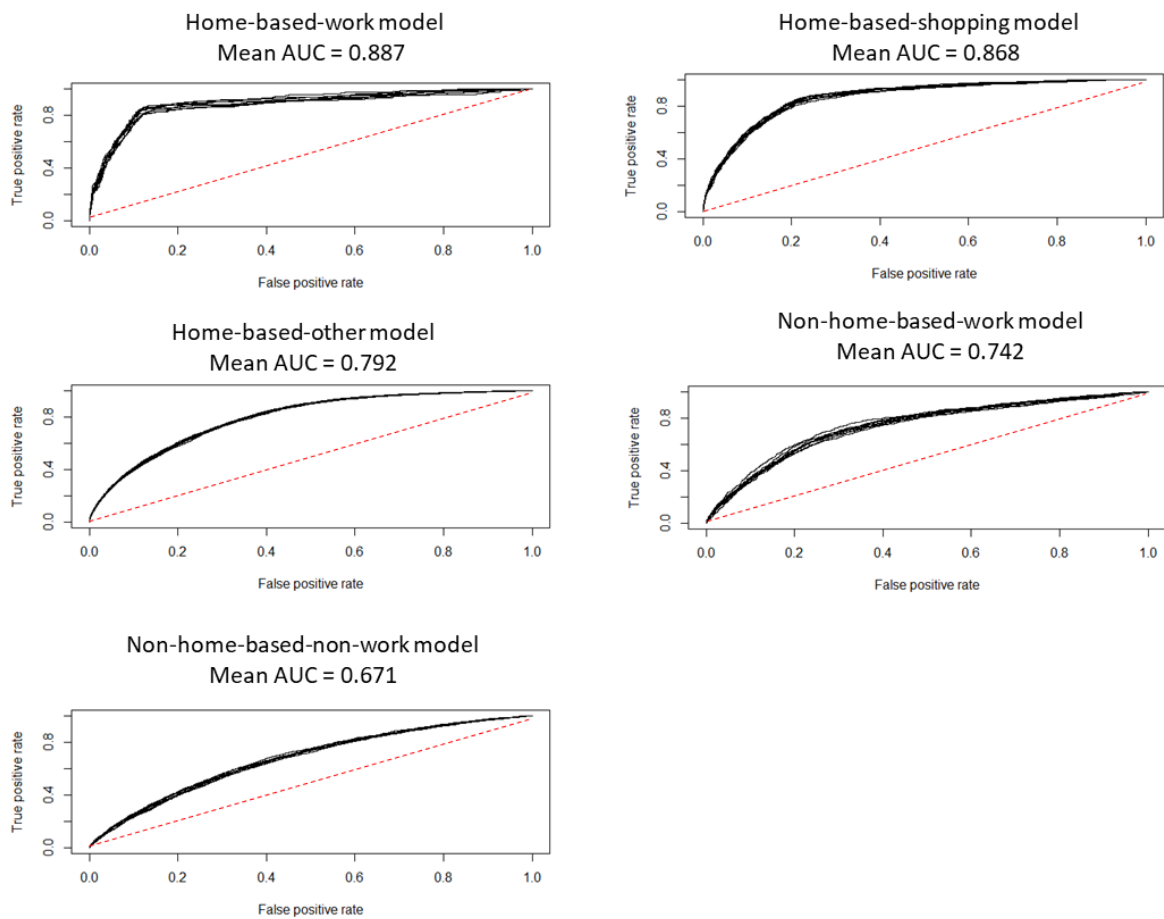 Home-based-work model
Mean AUC = 0.887
True positive rate
0.0 0.4 0.8
0.0 0.2 0.4 0.6 0.8 1.0
False positive rate
Home-based-shopping model
Mean AUC = 0.868
True positive rate
0.0 0.4 0.8
0.0 0.2 0.4 0.6 0.8 1.0
False positive rate
Home-based-other model
Mean AUC = 0.792
True positive rate
0.0 0.4 0.8
0.0 0.2 0.4 0.6 0.8 1.0
False positive rate
Non-home-based-work model
Mean AUC = 0.742
True positive rate
0.0 0.4 0.8
0.0 0.2 0.4 0.6 0.8 1.0
False positive rate
Non-home-based-non-work model
Mean AUC = 0.671
True positive rate
0.0 0.4 0.8
0.0 0.2 0.4 0.6 0.8 1.0
False positive rate